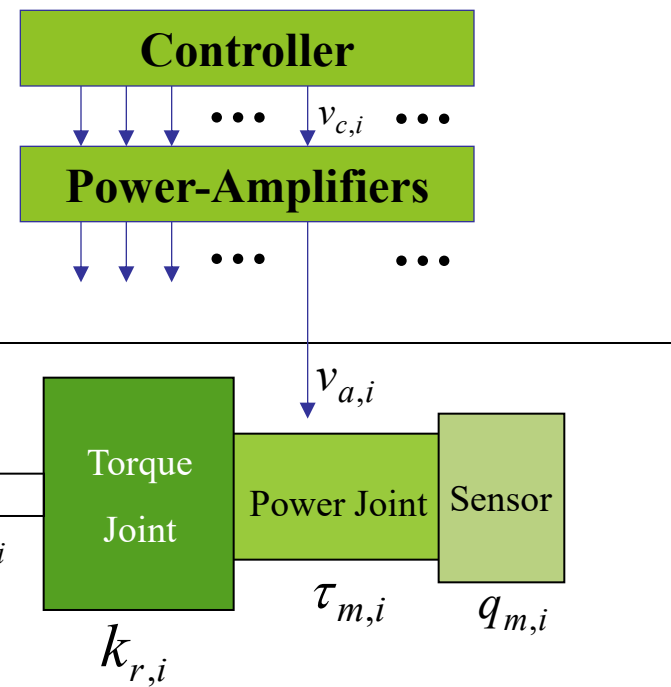 Controller
••• v_{c,i} •••
Power-Amplifiers
••• •••
v_{a,i}
Torque
Joint
Power Joint
Sensor
i
τ_{m,i}
q_{m,i}
k_{r,i}